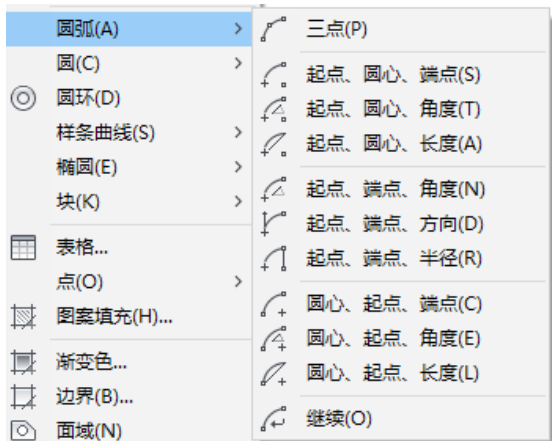 圆弧(A)
圆(C)
圆环(D)
样条曲线(S)
椭圆(E)
块(K)
表格...
点(O)
图案填充(H)...
渐变色...
边界(B)...
面域(N)
三点(P)
起点、圆心、端点(S)
起点、圆心、角度(T)
起点、圆心、长度(A)
起点、端点、角度(N)
起点、端点、方向(D)
起点、端点、半径(R)
圆心、起点、端点(C)
圆心、起点、角度(E)
圆心、起点、长度(L)
继续(O)